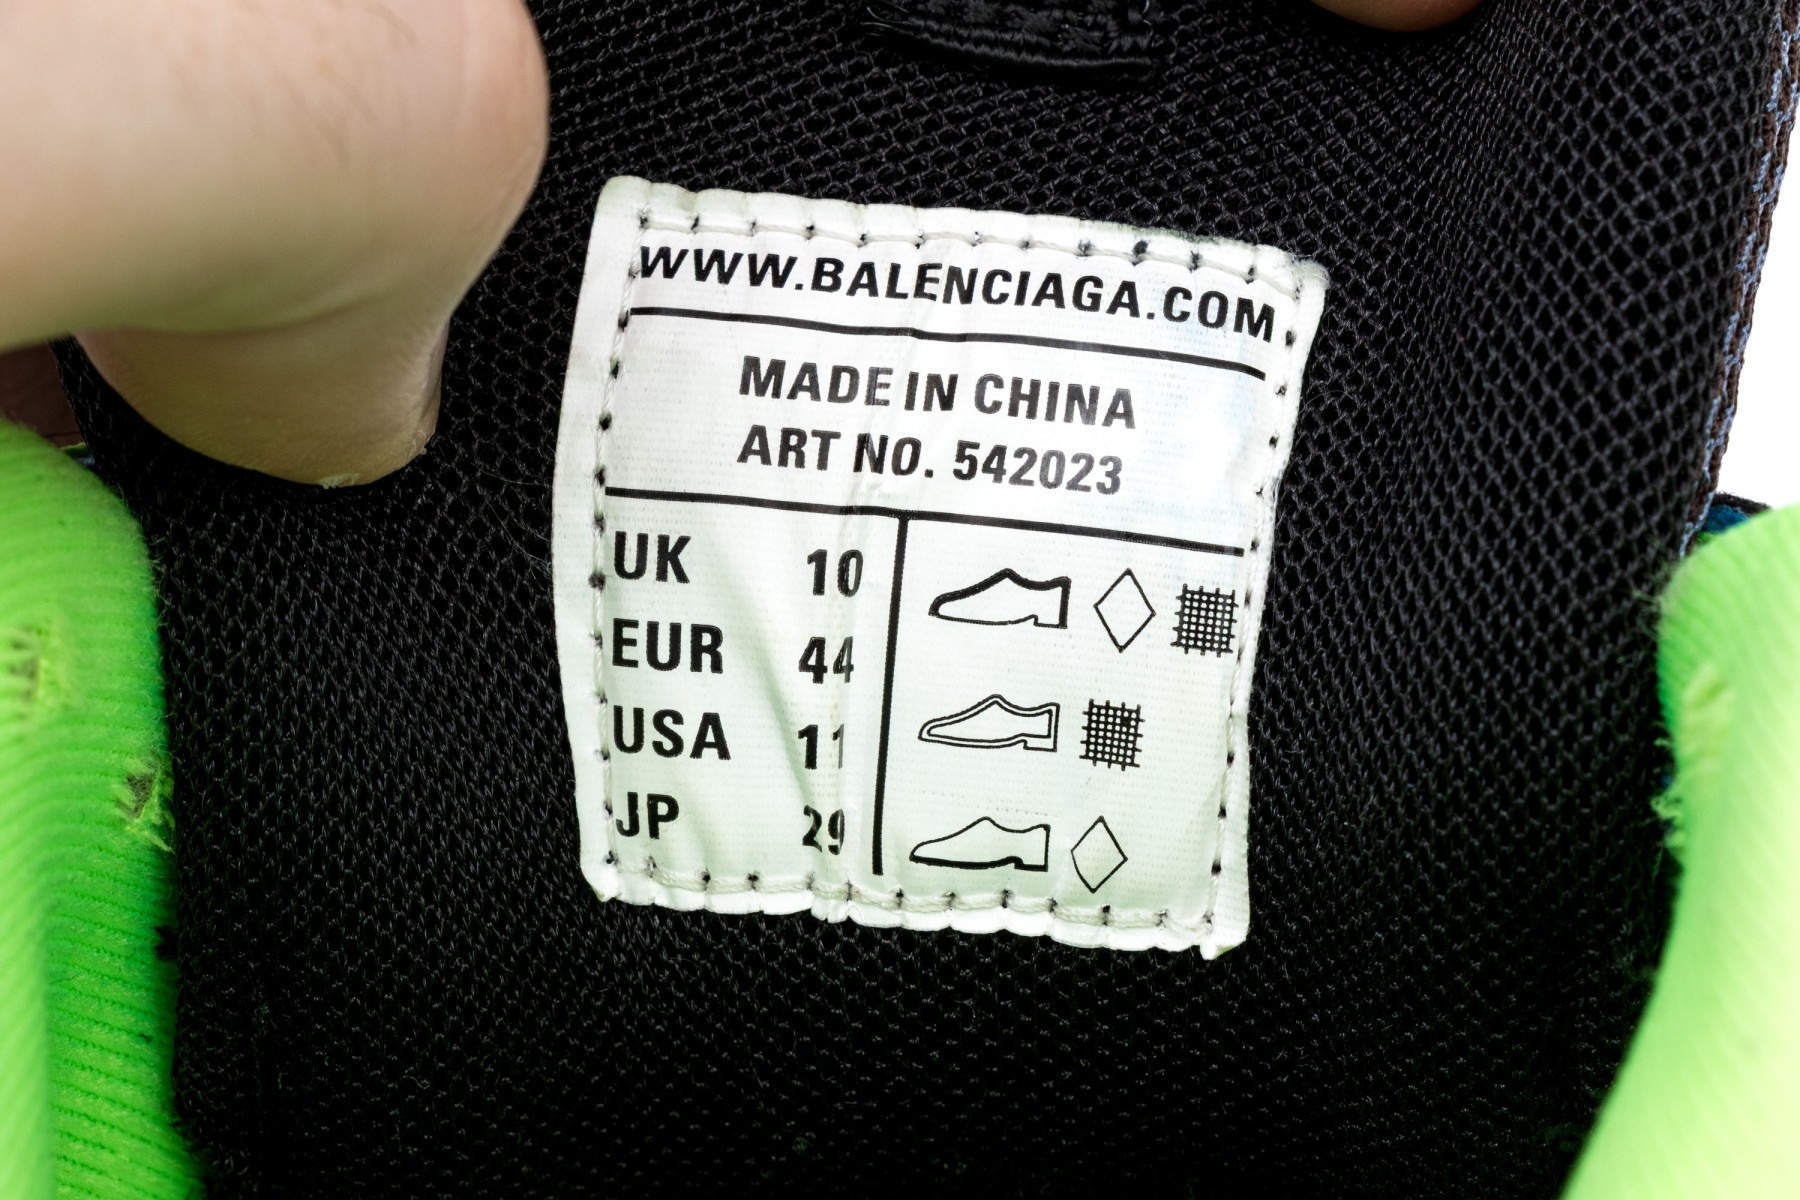 WWW.BALENCIAGA.COM
MADE IN CHINA
ART NO. 542023
UK 10
EUR 44
USA 11
JP 29